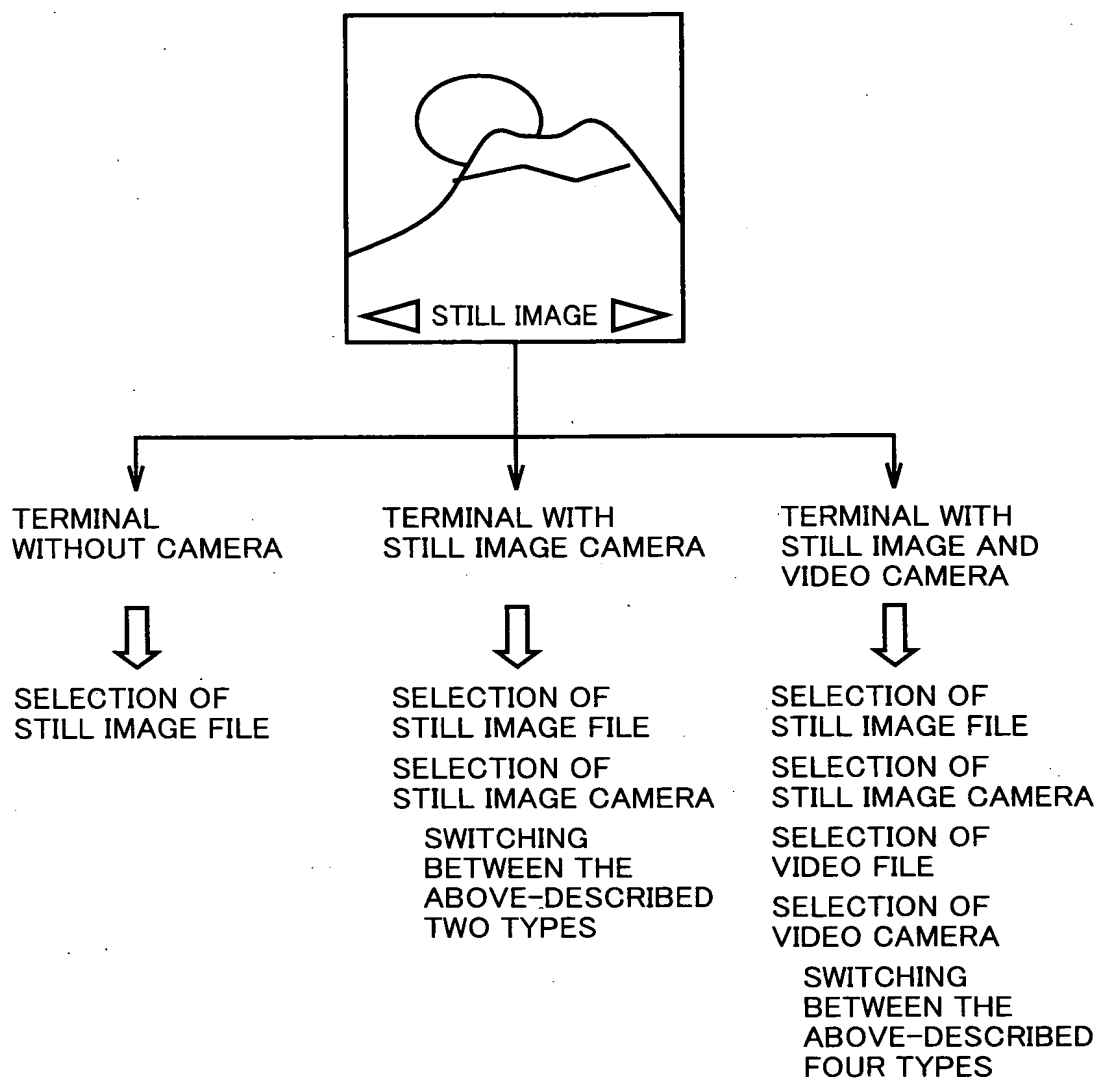 STILL IMAGE
TERMINAL
WITHOUT CAMERA
SELECTION OF
STILL IMAGE FILE
TERMINAL WITH
STILL IMAGE CAMERA
SELECTION OF
STILL IMAGE FILE
SELECTION OF
STILL IMAGE CAMERA
SWITCHING
BETWEEN THE
ABOVE-DESCRIBED
TWO TYPES
TERMINAL WITH
STILL IMAGE AND
VIDEO CAMERA
SELECTION OF
STILL IMAGE FILE
SELECTION OF
STILL IMAGE CAMERA
SELECTION OF
VIDEO FILE
SELECTION OF
VIDEO CAMERA
SWITCHING
BETWEEN THE
ABOVE-DESCRIBED
FOUR TYPES